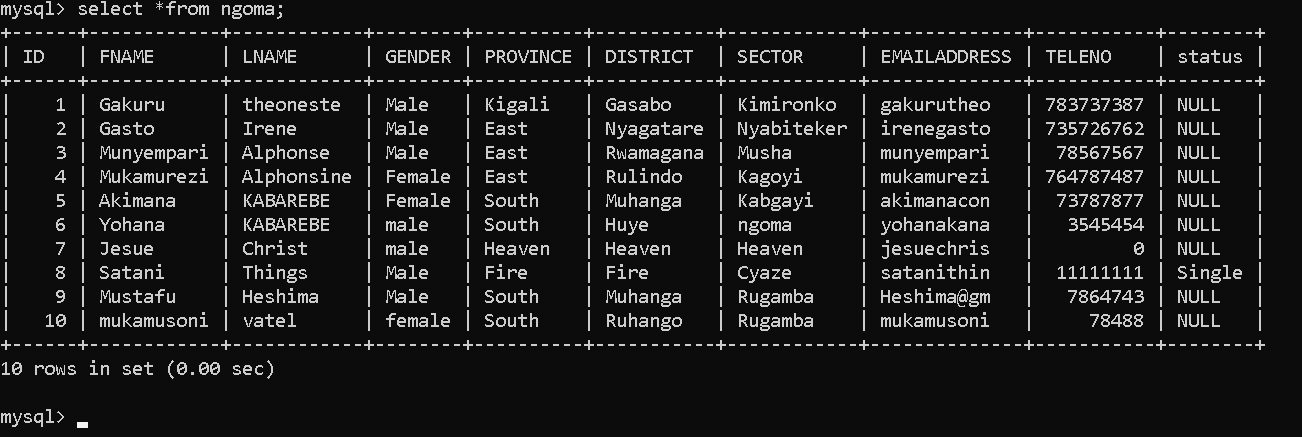 mysql> select *from ngoma;
+------+------------+-----------+--------+----------+-----------+------------+--------------+-----------+--------+
| ID   | FNAME      | LNAME     | GENDER | PROVINCE | DISTRICT  | SECTOR     | EMAILADDRESS | TELENO    | status |
+------+------------+-----------+--------+----------+-----------+------------+--------------+-----------+--------+
|    1 | Gakuru     | theoneste | Male   | Kigali   | Gasabo    | Kimironko  | gakurutheo   | 783737387 | NULL   |
|    2 | Gasto      | Irene     | Male   | East     | Nyagatare | Nyabiteker | irenegasto   | 735726762 | NULL   |
|    3 | Munyempari | Alphonse  | Male   | East     | Rwamagana | Musha      | munyempari   |  78567567 | NULL   |
|    4 | Mukamurezi | Alphonsine | Female | East     | Rulindo   | Kagoyi     | mukamurezi   | 764787487 | NULL   |
|    5 | Akimana    | KABAREBE  | Female | South    | Muhanga   | Kabgayi    | akimanacon   |  73787877 | NULL   |
|    6 | Yohana     | KABAREBE  | male   | South    | Huye      | ngoma      | yohanakana   |   3545454 | NULL   |
|    7 | Jesue      | Christ    | male   | Heaven   | Heaven    | Heaven     | jesuechris   |         0 | NULL   |
|    8 | Satani     | Things    | Male   | Fire     | Fire      | Cyaze      | satanithin   |  11111111 | Single |
|    9 | Mustafu    | Heshima   | Male   | South    | Muhanga   | Rugamba    | Heshima@gm   |   7864743 | NULL   |
|   10 | mukamusoni | vatel     | female | South    | Ruhango   | Rugamba    | mukamusoni   |     78488 | NULL   |
+------+------------+-----------+--------+----------+-----------+------------+--------------+-----------+--------+
10 rows in set (0.00 sec)
mysql>